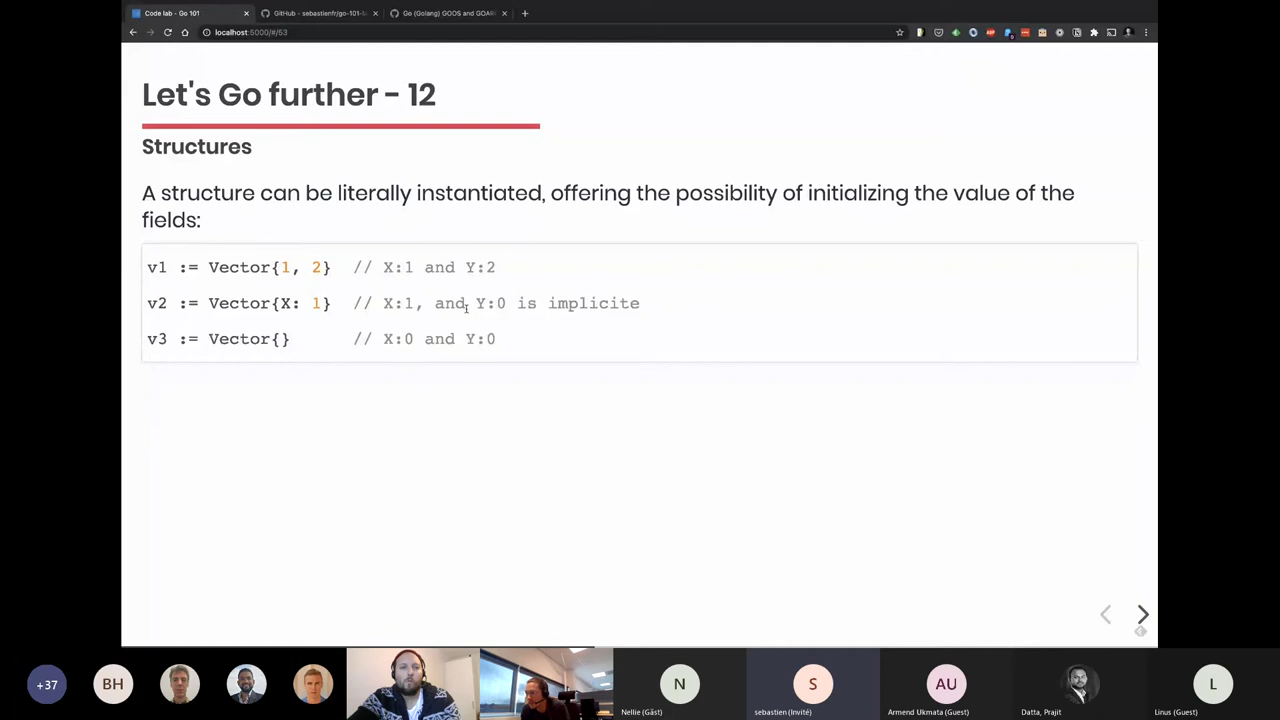 Code lab - Go 101
GitHub - sebastienfr/go-101-
Go (Golang) GOOS and GOAR
localhost:5000/#/53
Let's Go further - 12
Structures
A structure can be literally instantiated, offering the possibility of initializing the value of the
fields:
v1 := Vector{1, 2} // X:1 and Y:2
v2 := Vector{X: 1} // X:1, and Y:0 is implicite
v3 := Vector{} // X:0 and Y:0
+37
BH
N
S
AU
L
Nellie (Gäst)
sebastien (Invité)
Armend Ukmata (Guest)
Datta, Prajit
Linus (Guest)